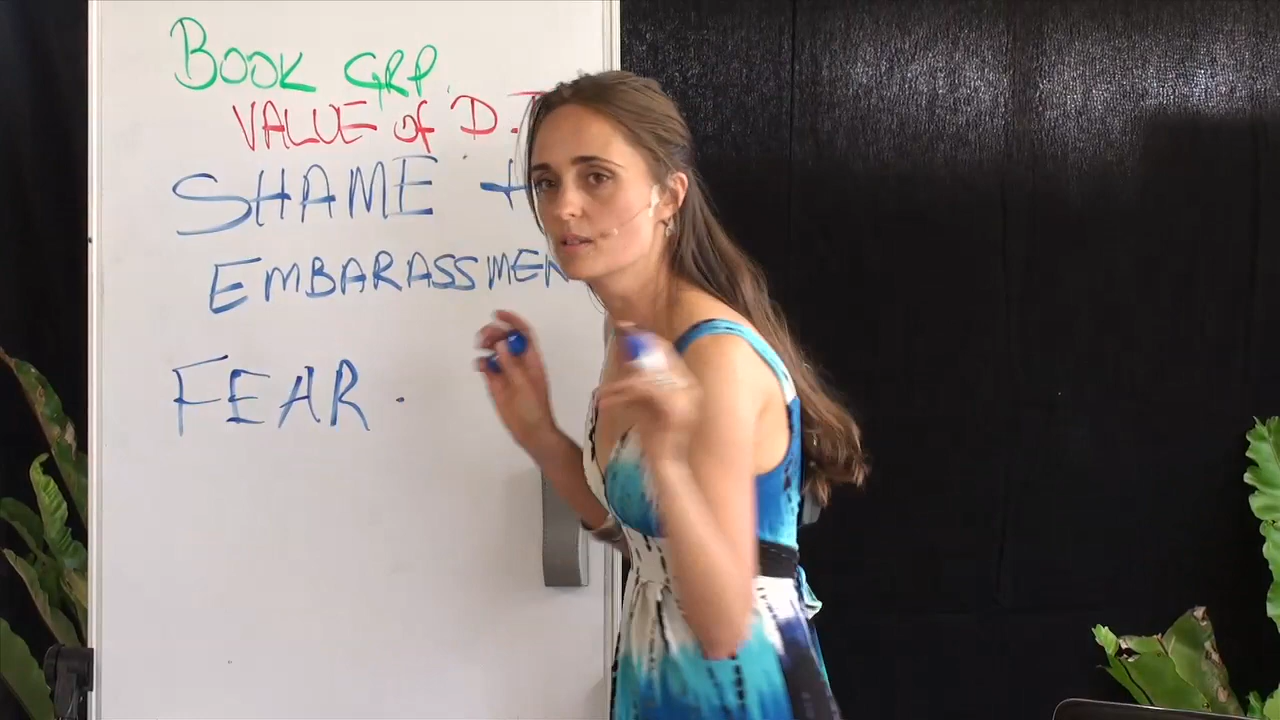 BOOK GRP.
VALUE of D.
SHAME +
EMBARASSMEN
FEAR.